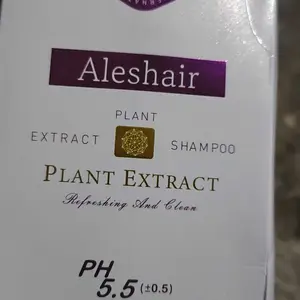 Aleshair
PLANT
EXTRACT SHAMPOO
PLANT EXTRACT
Refreshing And Clean
PH
5.5 (±0.5)